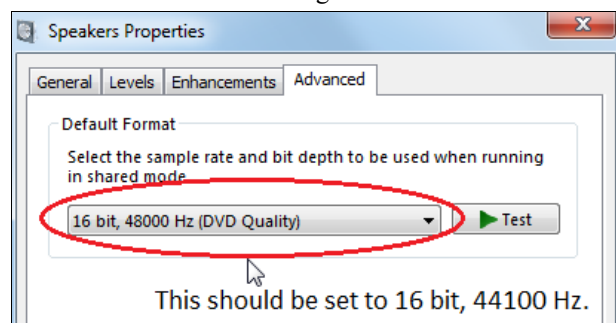 Speakers Properties
General Levels Enhancements Advanced
Default Format
Select the sample rate and bit depth to be used when running
in shared mode
16 bit, 48000 Hz (DVD Quality) Test
This should be set to 16 bit, 44100 Hz.